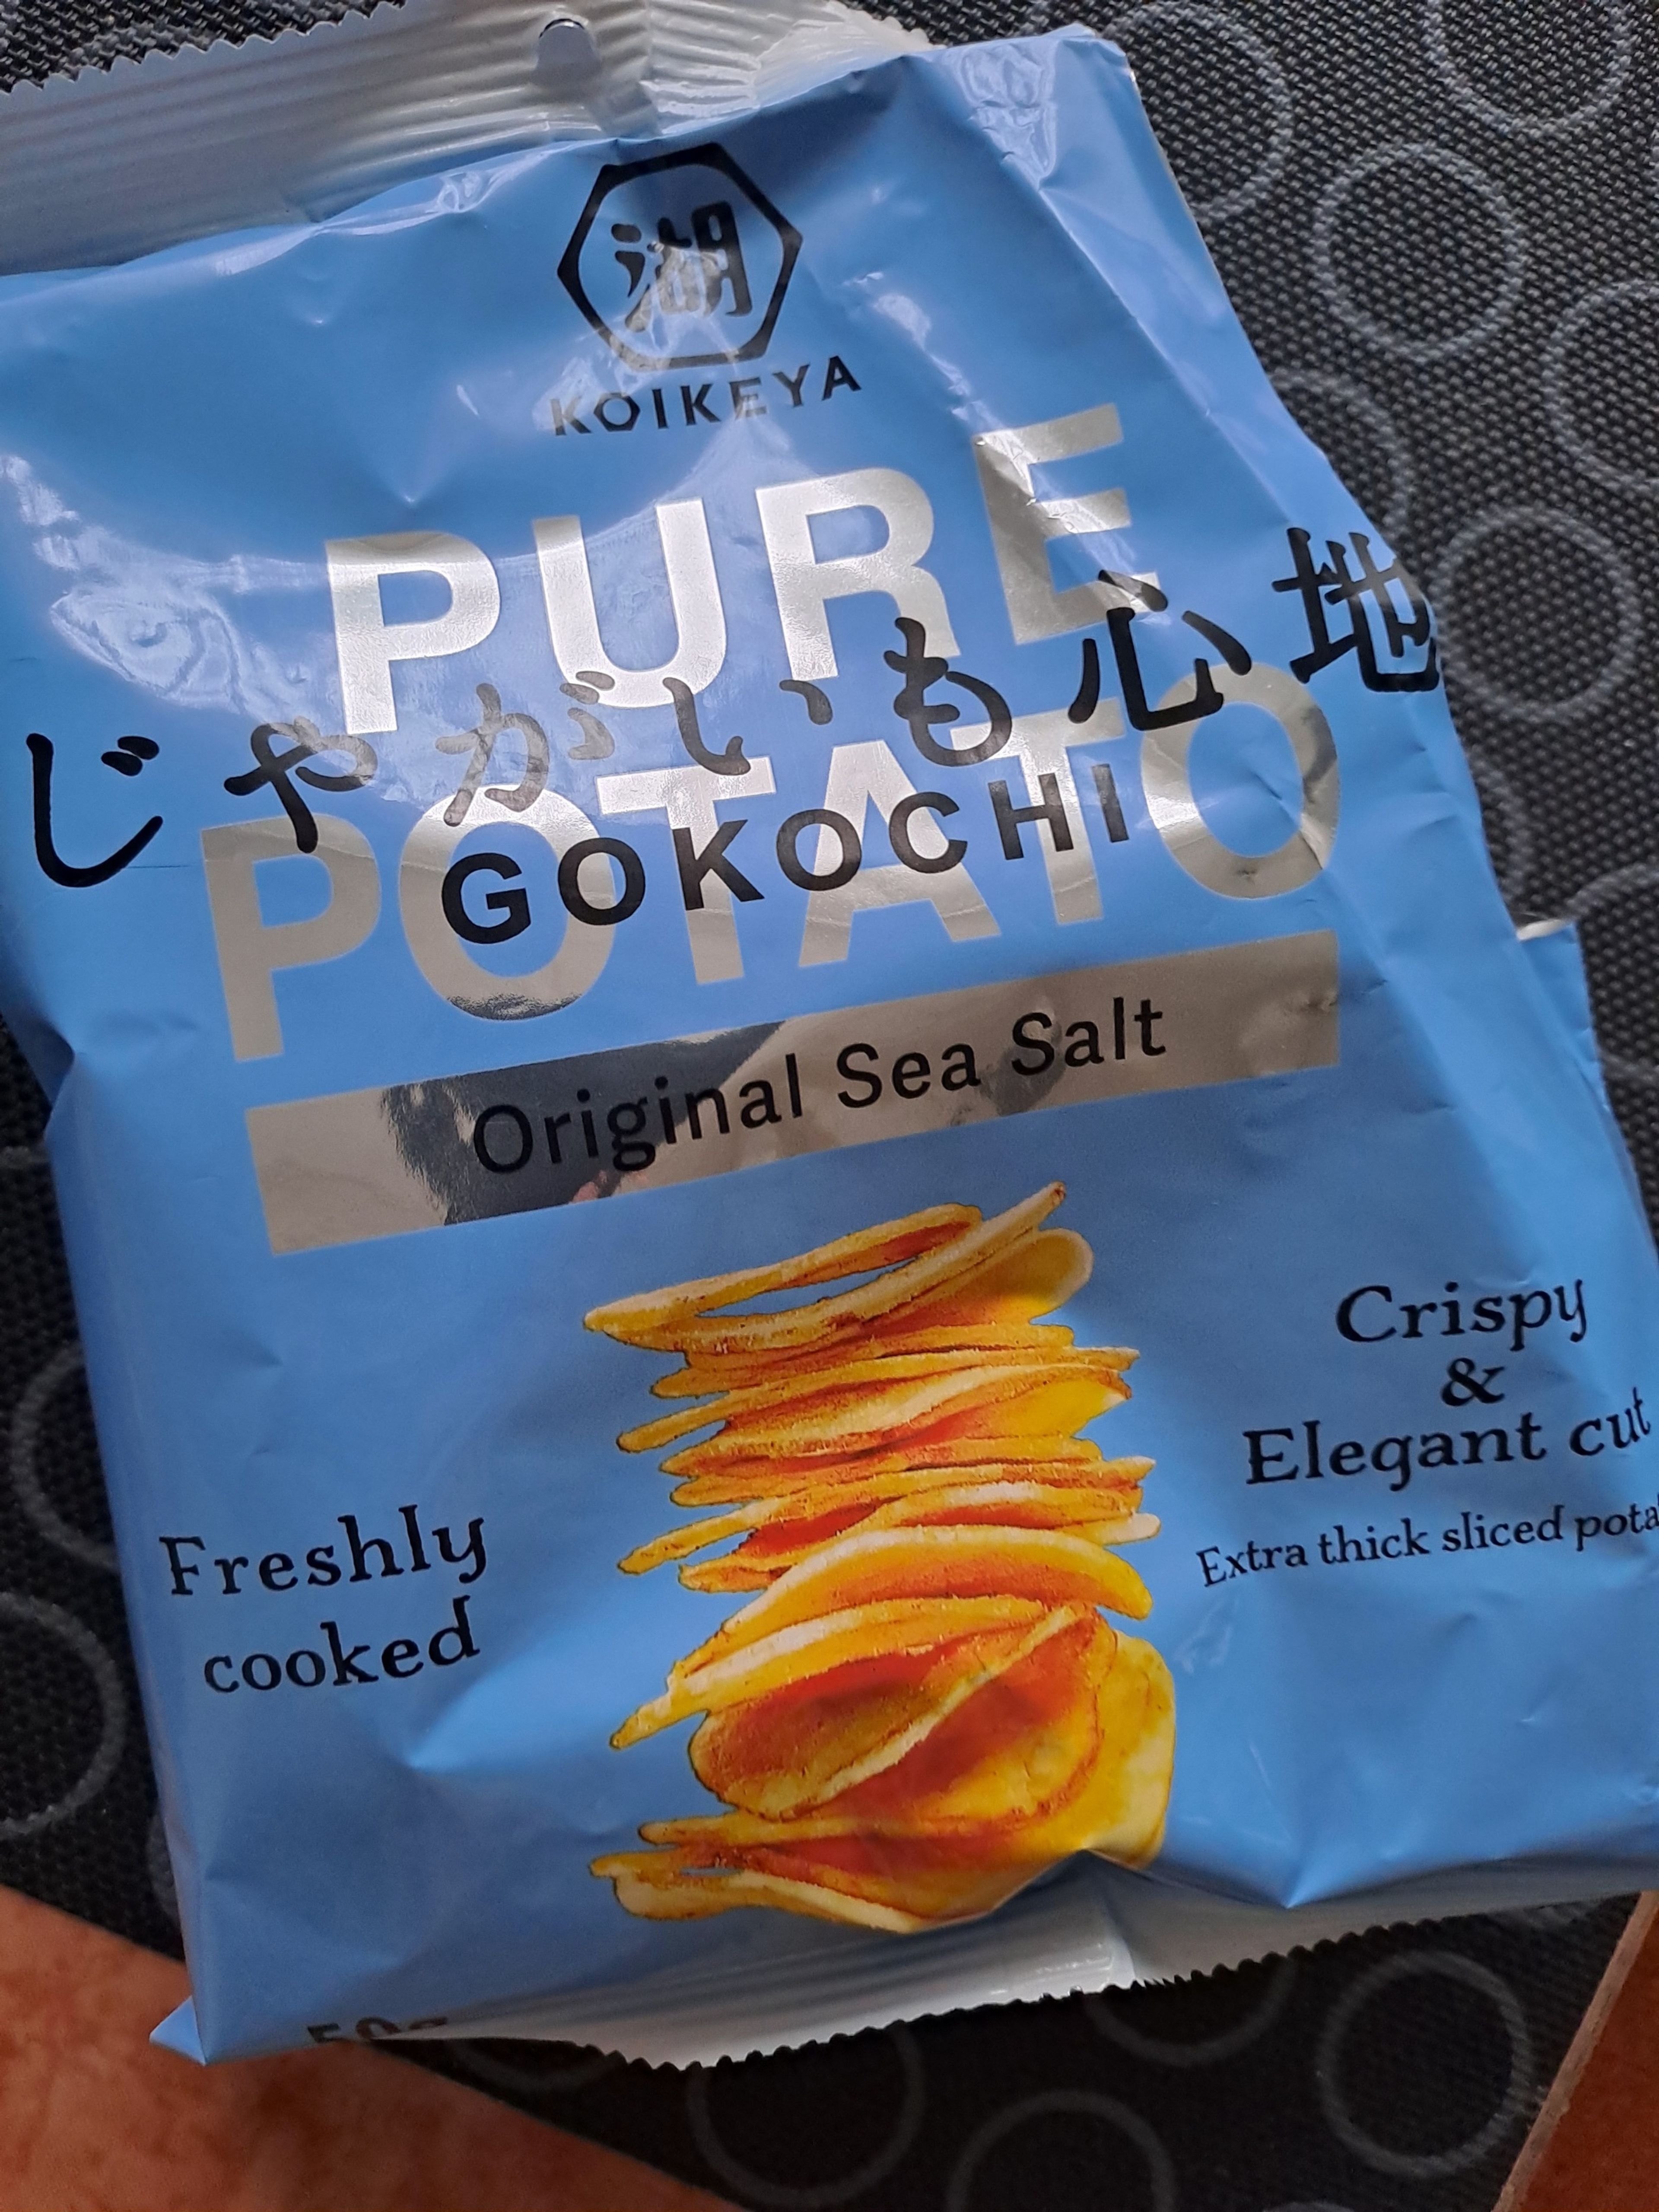 湖
KOIKEYA
PURE
じゃがいも心地
POTATO
GOKOCHI
Original Sea Salt
Crispy
&
Elegant cut
Extra thick sliced
Freshly
cooked